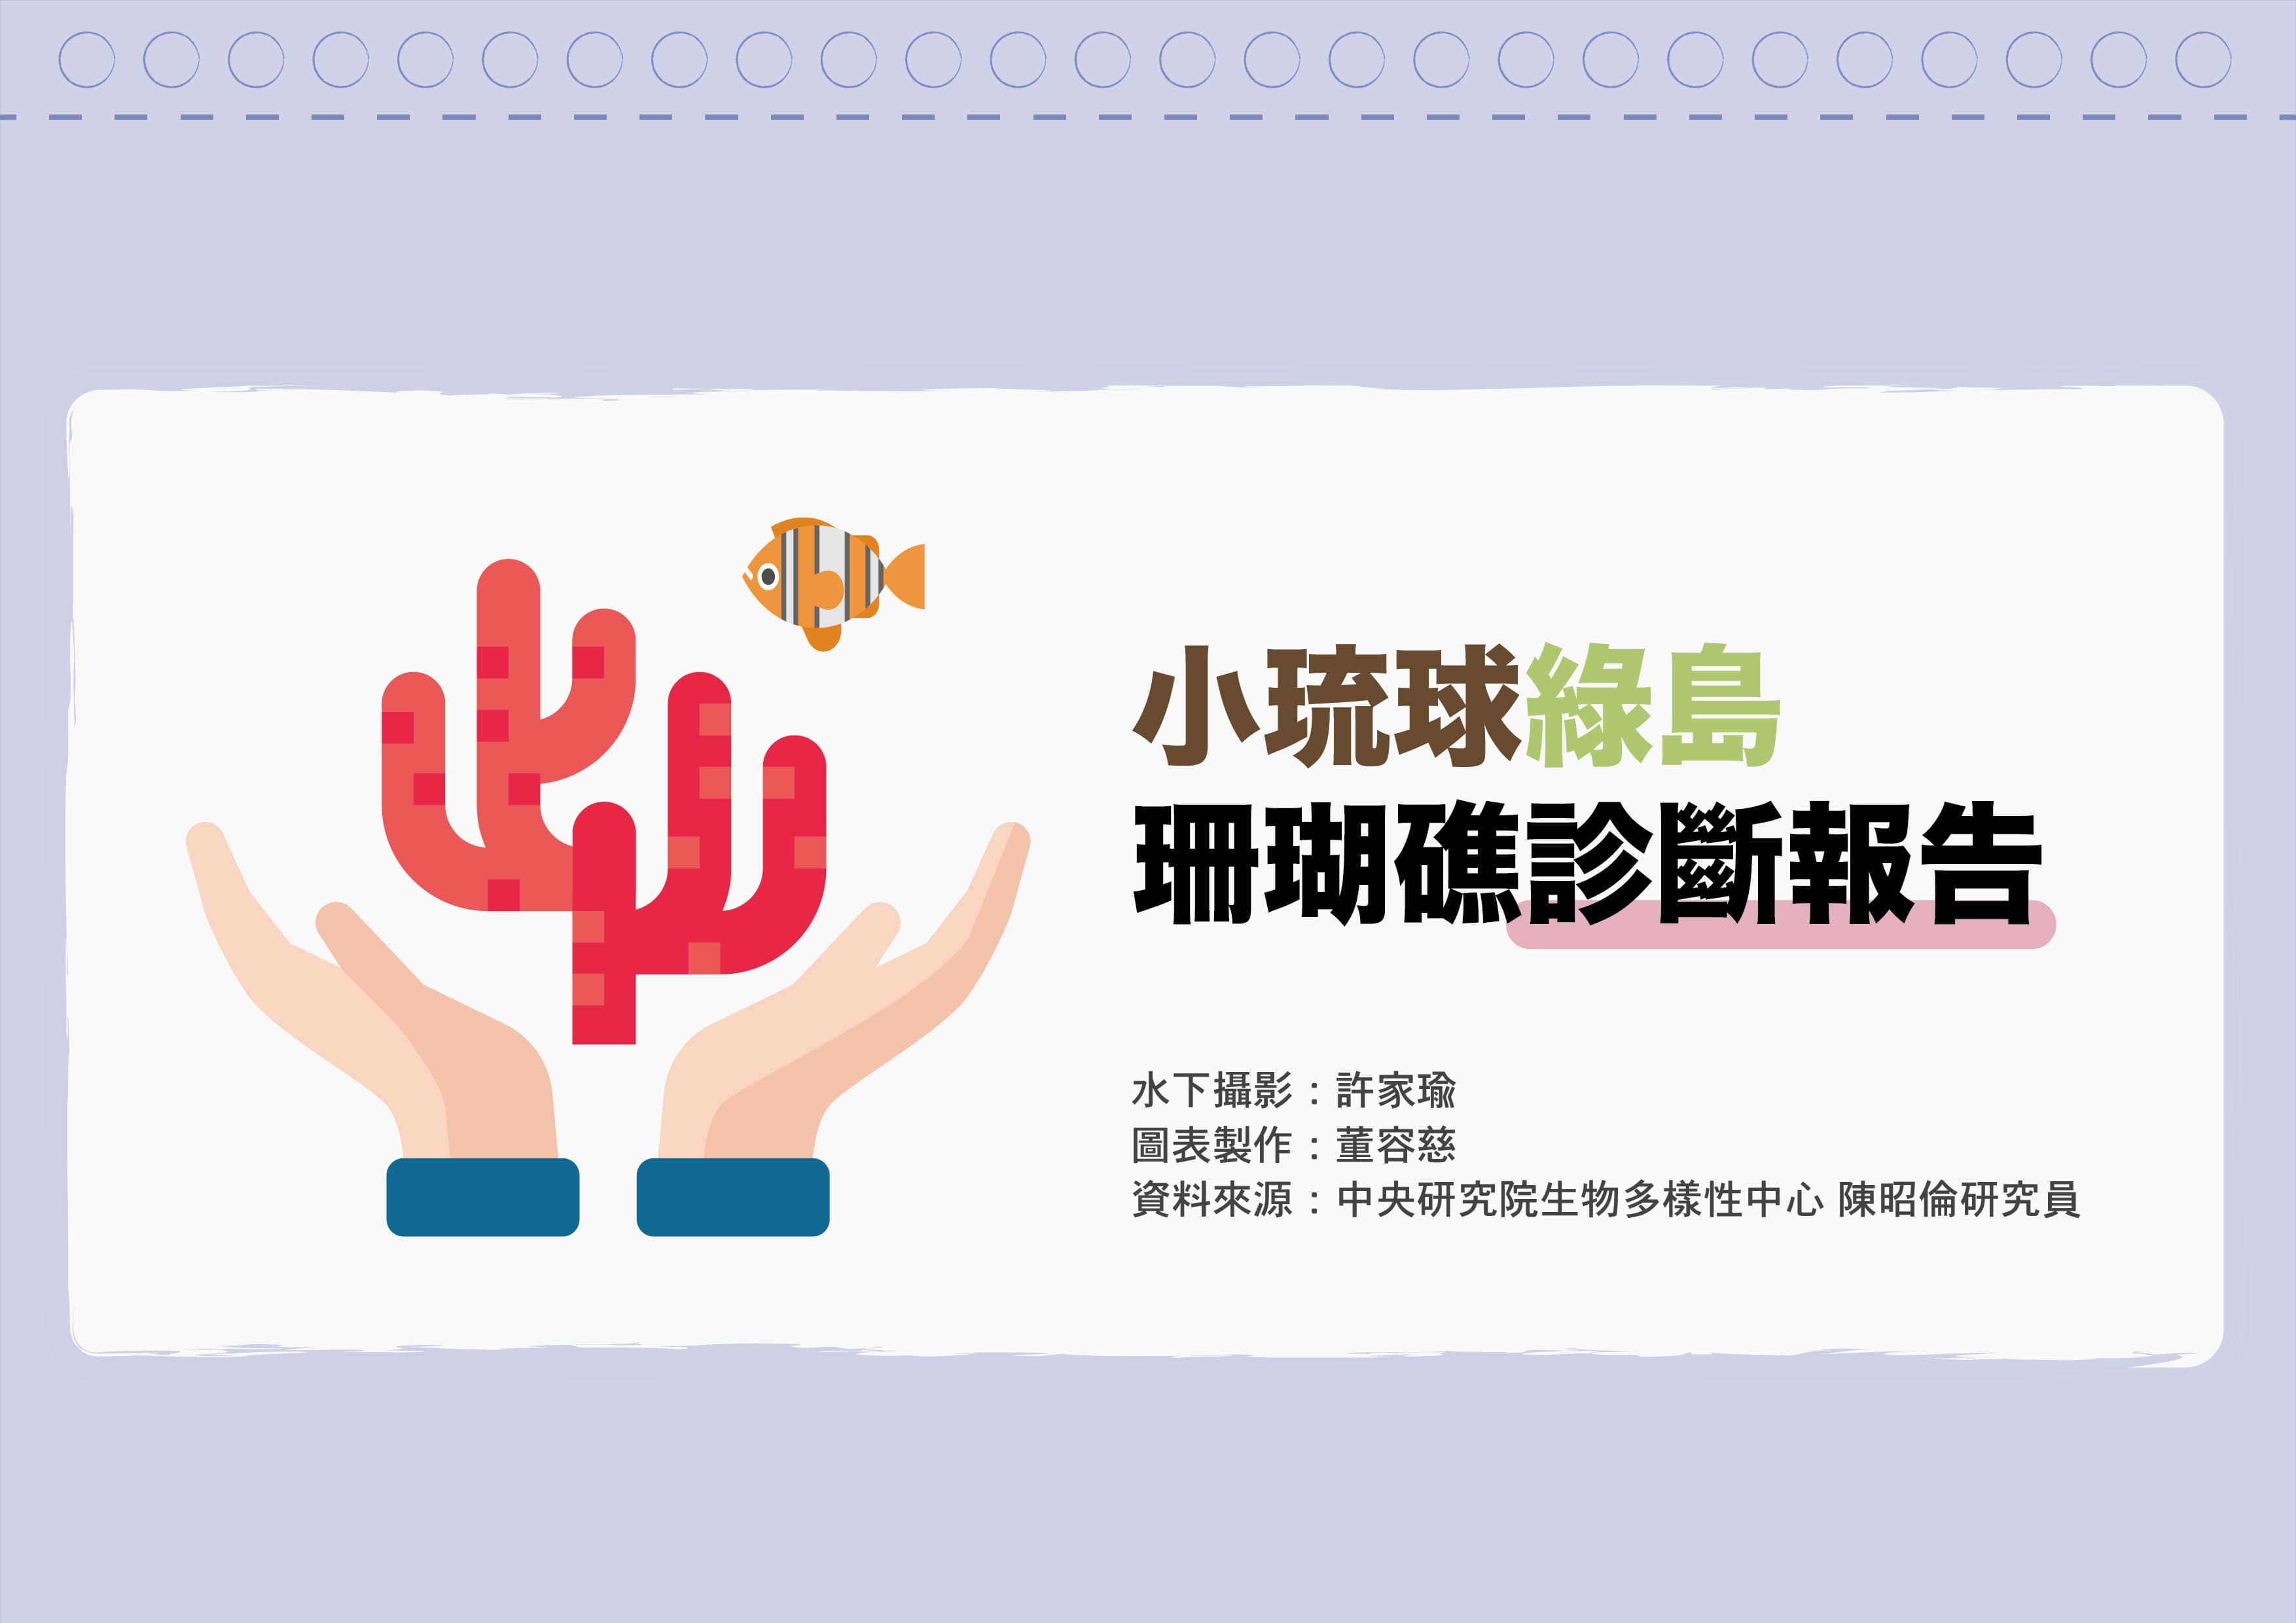 小琉球綠島
珊瑚礁診斷報告
水下攝影：許家瑜
圖表製作：董容慈
資料來源：中央研究院生物多樣性中心 陳昭倫研究員